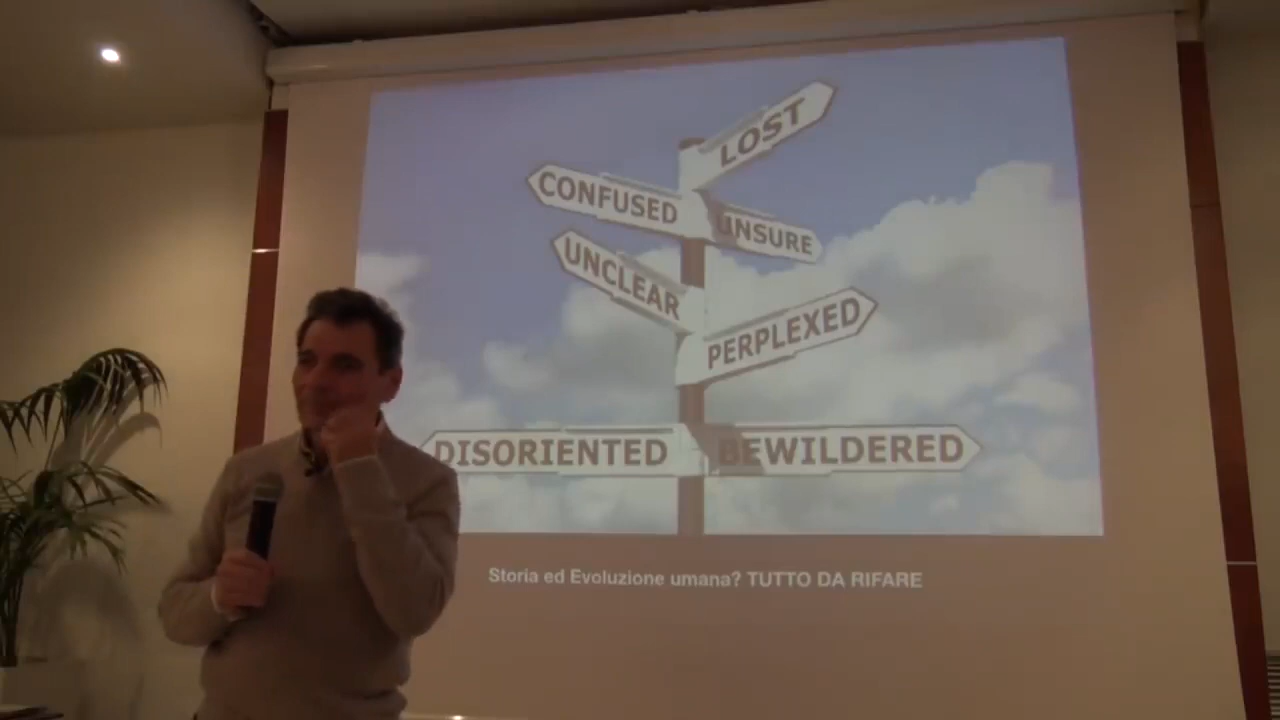 LOST
CONFUSED
UNSURE
UNCLEAR
PERPLEXED
DISORIENTED
BEWILDERED
Storia ed Evoluzione umana? TUTTO DA RIFARE